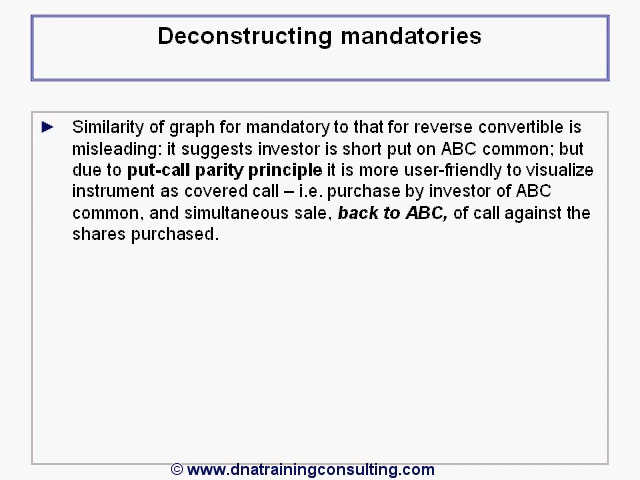 Deconstructing mandatories
► Similarity of graph for mandatory to that for reverse convertible is
misleading: it suggests investor is short put on ABC common; but
due to put-call parity principle it is more user-friendly to visualize
instrument as covered call – i.e. purchase by investor of ABC
common, and simultaneous sale, back to ABC, of call against the
shares purchased.
© www.dnatrainingconsulting.com